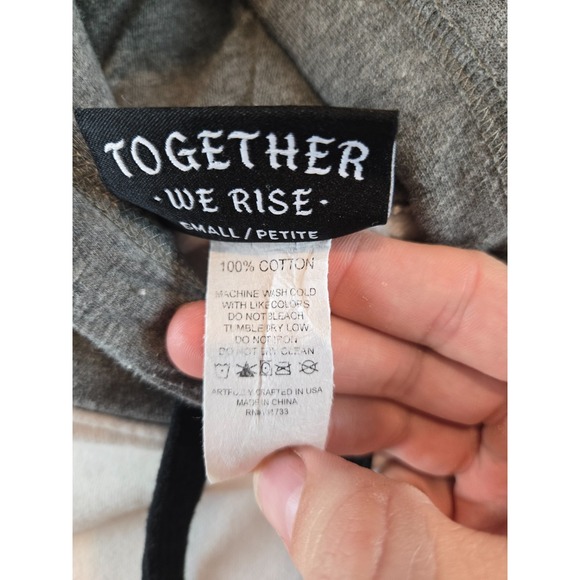 TOGETHER
· WE RISE ·
SMALL / PETITE
100% COTTON
MACHINE WASH COLD
WITH LIKE COLORS
DO NOT BLEACH
TUMBLE DRY LOW
DO NOT IRON
DO NOT DRY CLEAN
ARTFULLY CRAFTED IN USA
MADE IN CHINA